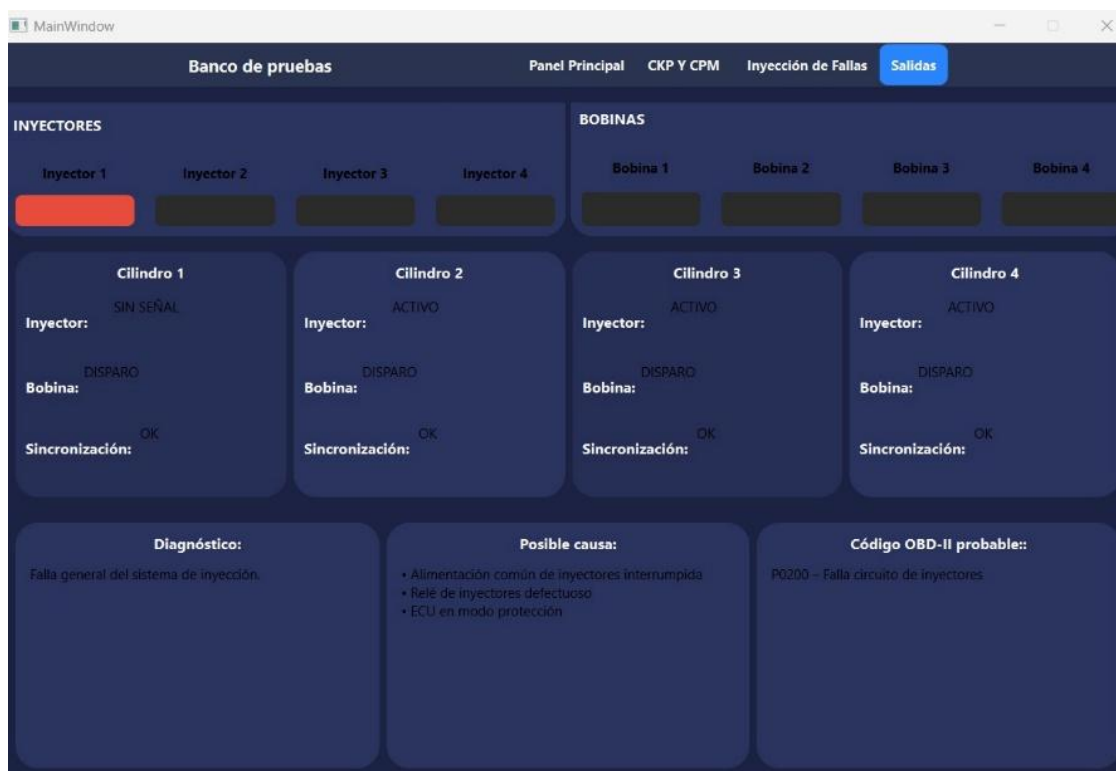 MainWindow
Banco de pruebas
Panel Principal
CKP Y CPM
Inyección de Fallas
Salidas
INYECTORES
Inyector 1
Inyector 2
Inyector 3
Inyector 4
BOBINAS
Bobina 1
Bobina 2
Bobina 3
Bobina 4
Cilindro 1
SIN SEÑAL
Inyector:
DISPARO
Bobina:
OK
Sincronización:
Cilindro 2
ACTIVO
Inyector:
DISPARO
Bobina:
OK
Sincronización:
Cilindro 3
ACTIVO
Inyector:
DISPARO
Bobina:
OK
Sincronización:
Cilindro 4
ACTIVO
Inyector:
DISPARO
Bobina:
OK
Sincronización:
Diagnóstico:
Falla general del sistema de inyección.
Posible causa:
• Alimentación común de inyectores interrumpida
• Relé de inyectores defectuoso
• ECU en modo protección
Código OBD-II probable::
P0200 – Falla circuito de inyectores